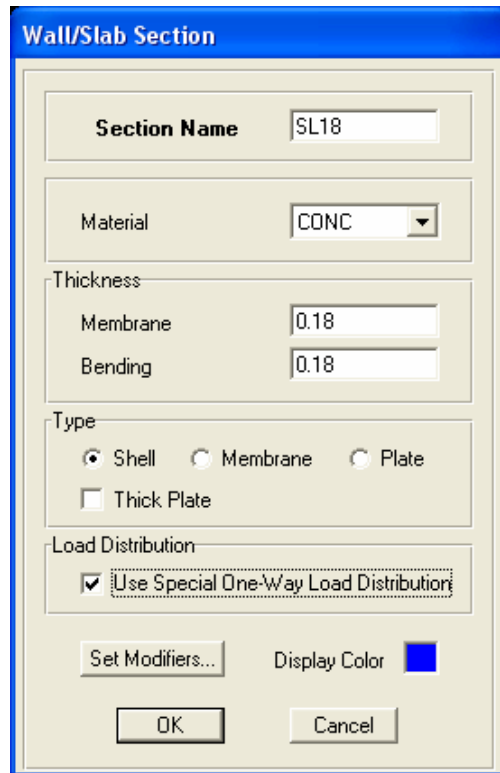 Wall/Slab Section
Section Name SL18
Material CONC
Thickness
Membrane 0.18
Bending 0.18
Type
Shell Membrane Plate
Thick Plate
Load Distribution
Use Special One-Way Load Distribution
Set Modifiers... Display Color
OK Cancel